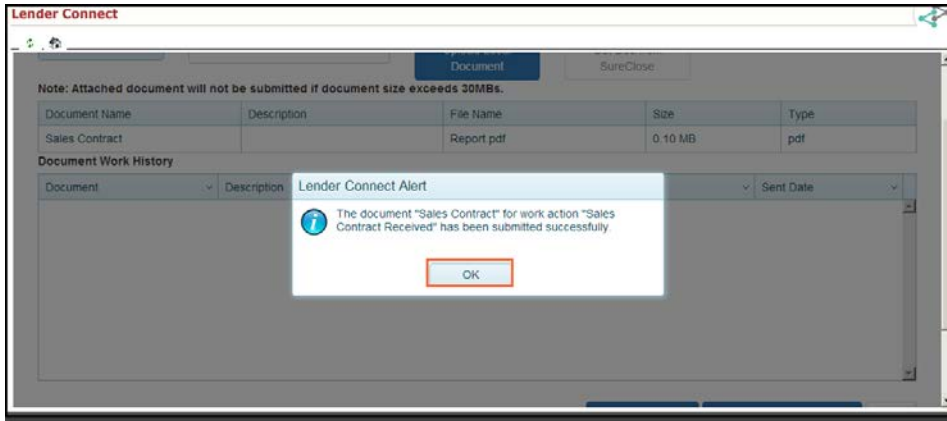 Lender Connect
Document
SureClose
Note: Attached document will not be submitted if document size exceeds 30MBs.
Document Name Description File Name Size Type
Sales Contract Report pdf 0.10 MB pdf
Document Work History
Document Description Sent Date
Lender Connect Alert
The document "Sales Contract" for work action "Sales
Contract Received" has been submitted successfully.
OK